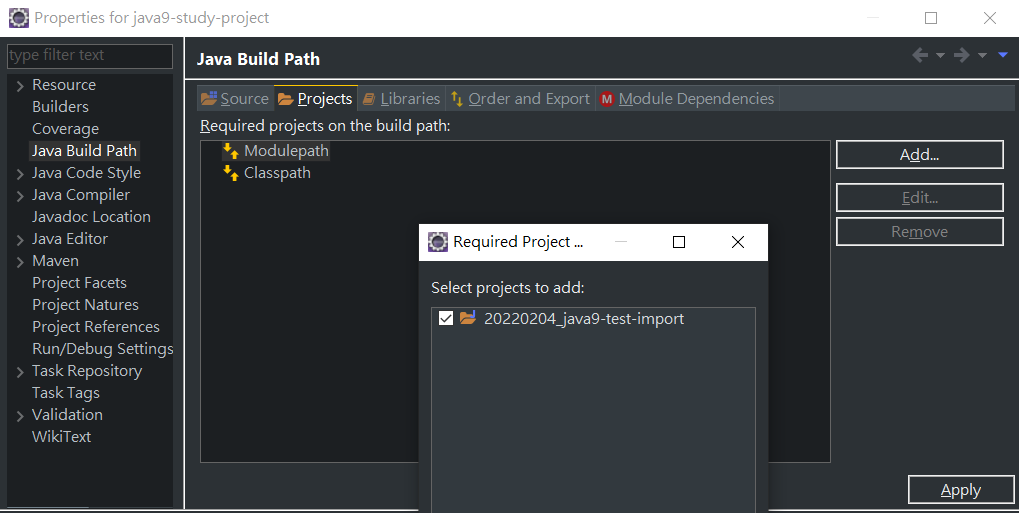 Properties for java9-study-project
type filter text
Resource
Builders
Coverage
Java Build Path
Java Code Style
Java Compiler
Javadoc Location
Java Editor
Maven
Project Facets
Project Natures
Project References
Run/Debug Settings
Task Repository
Task Tags
Validation
WikiText
Java Build Path
Source Projects Libraries Order and Export M Module Dependencies
Required projects on the build path:
Modulepath
Classpath
Add...
Edit...
Remove
Required Project ...
Select projects to add:
20220204_java9-test-import
Apply